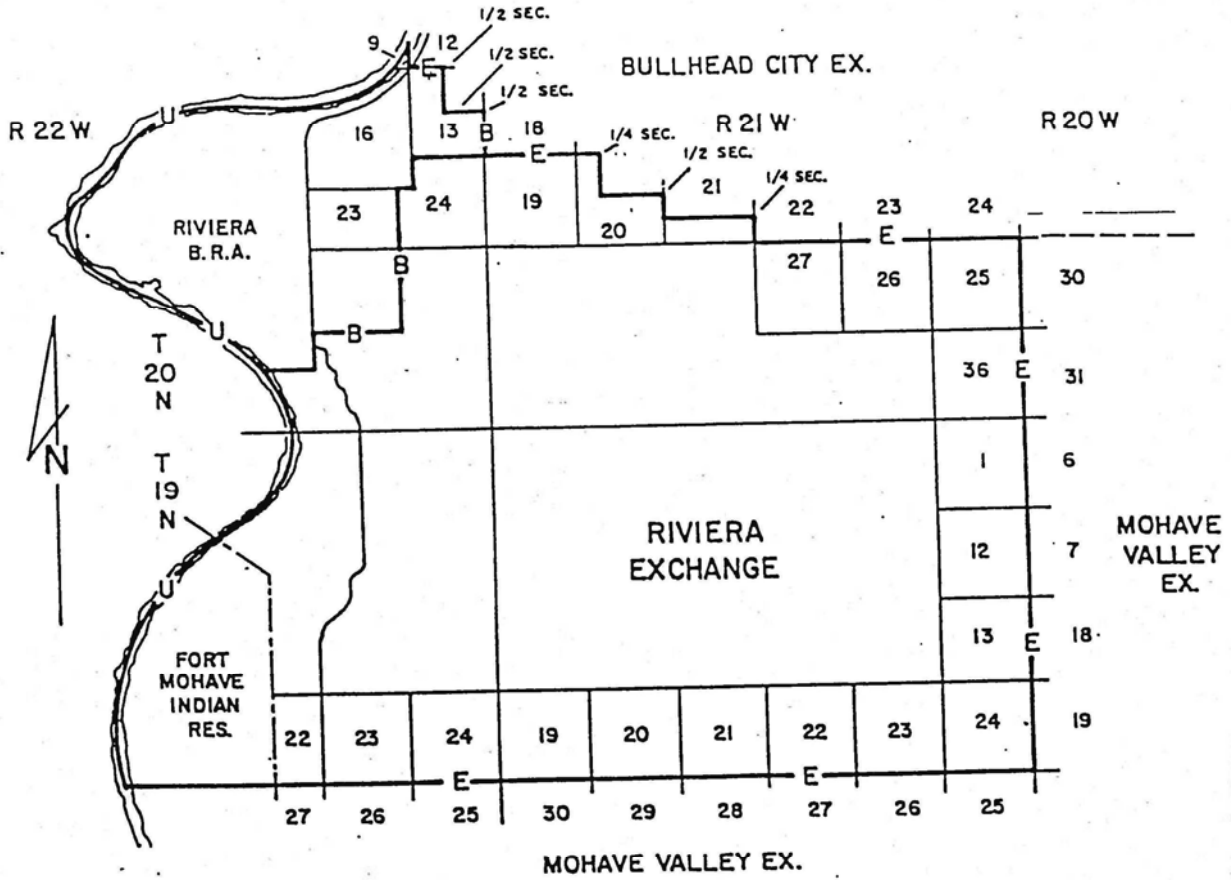 1/2 SEC.
9
12
E
1/2 SEC.
BULLHEAD CITY EX.
1/2 SEC.
U
R 22 W
16
13
B
18
R 21 W
R 20 W
E
1/4 SEC.
1/2 SEC.
21
1/4 SEC.
23
24
19
20
22
23
24
RIVIERA
B.R.A.
E
B
27
26
25
30
B
U
T
20
N
36
E
31
N
T
19
N
1
6
RIVIERA
EXCHANGE
MOHAVE
VALLEY
EX.
12
7
U
13
E
18
FORT
MOHAVE
INDIAN
RES.
22
23
24
19
20
21
22
23
24
19
E
E
27
26
25
30
29
28
27
26
25
MOHAVE VALLEY EX.